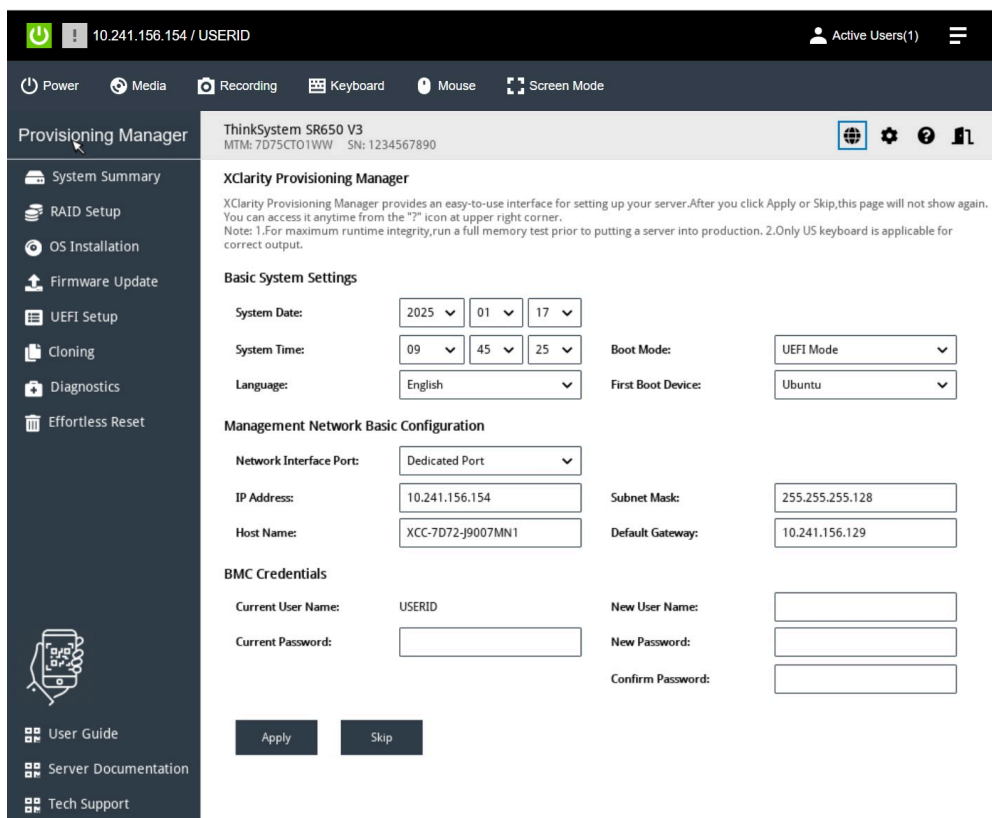 10.241.156.154 / USERID
Active Users(1)
Power
Media
Recording
Keyboard
Mouse
Screen Mode
Provisioning Manager
ThinkSystem SR650 V3
MTM: 7D75CTO1WW SN: 1234567890
System Summary
RAID Setup
OS Installation
Firmware Update
UEFI Setup
Cloning
Diagnostics
Effortless Reset
User Guide
Server Documentation
Tech Support
XClarity Provisioning Manager
XClarity Provisioning Manager provides an easy-to-use interface for setting up your server.After you click Apply or Skip,this page will not show again.
You can access it anytime from the "?" icon at upper right corner.
Note: 1.For maximum runtime integrity,run a full memory test prior to putting a server into production. 2.Only US keyboard is applicable for
correct output.
Basic System Settings
System Date: 2025 01 17
System Time: 09 45 25 Boot Mode: UEFI Mode
Language: English First Boot Device: Ubuntu
Management Network Basic Configuration
Network Interface Port: Dedicated Port
IP Address: 10.241.156.154 Subnet Mask: 255.255.255.128
Host Name: XCC-7D72-J9007MN1 Default Gateway: 10.241.156.129
BMC Credentials
Current User Name: USERID New User Name:
Current Password: New Password:
Confirm Password:
Apply Skip